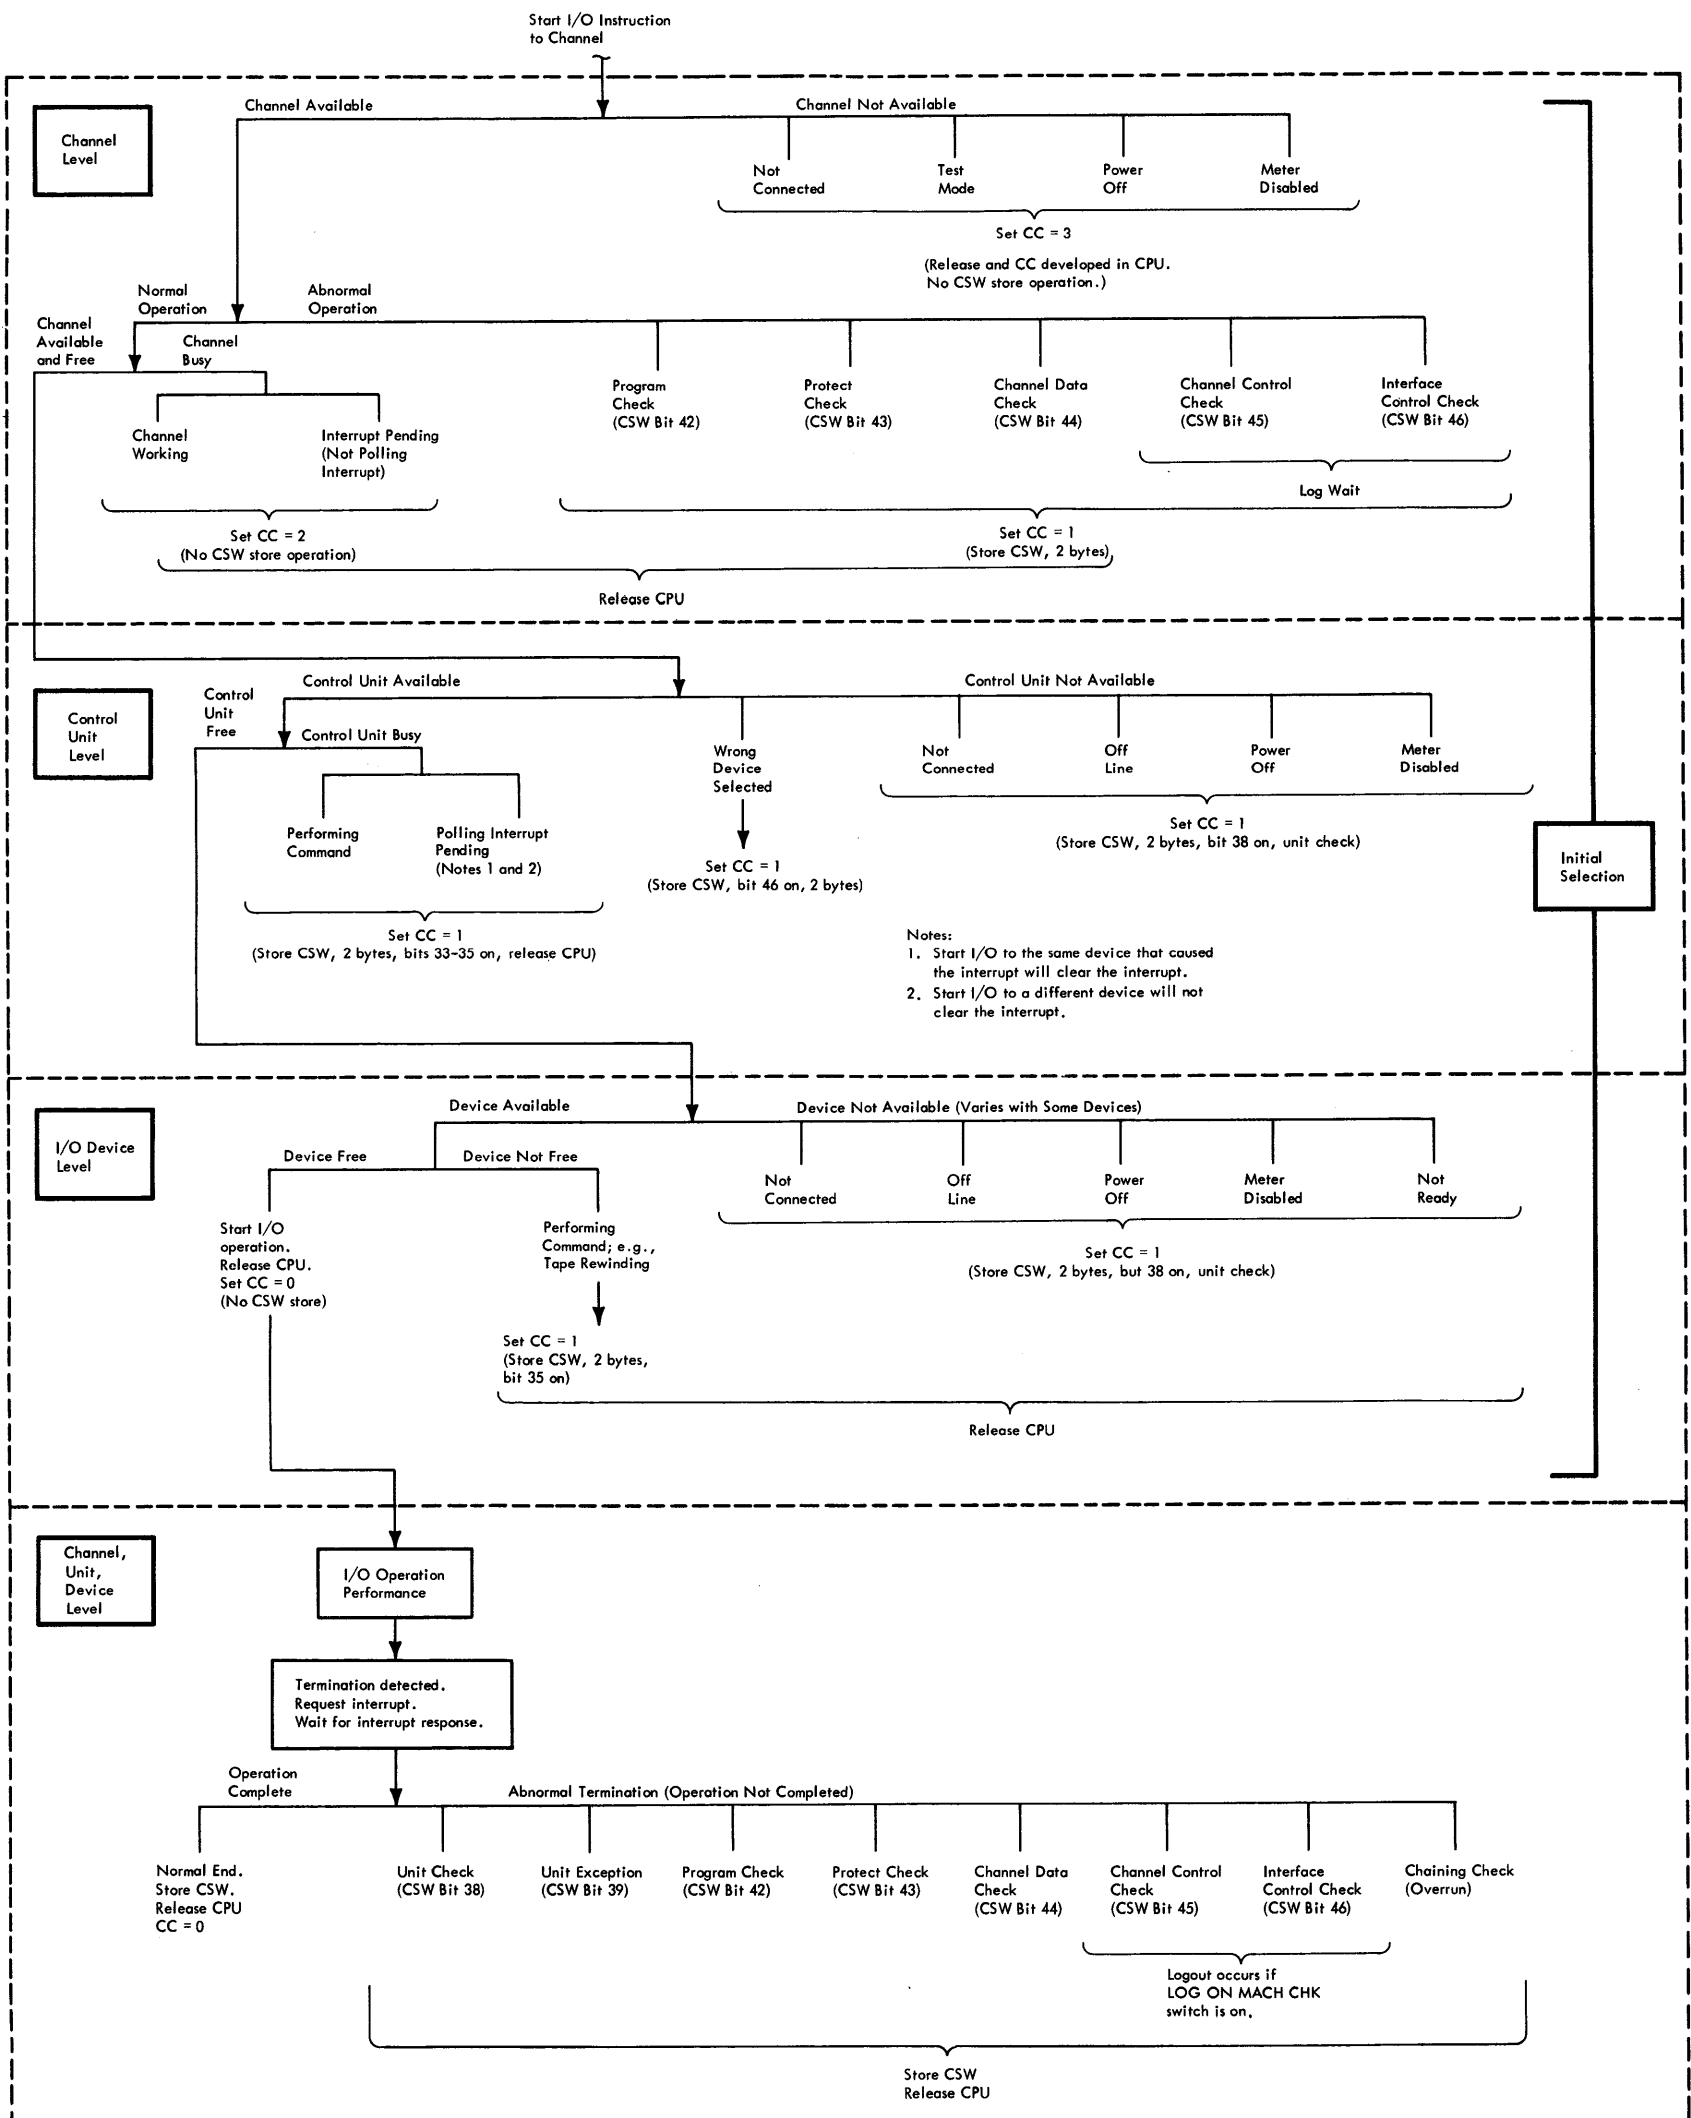 Start I/O Instruction
to Channel
Channel Available
Channel Not Available
Channel
Level
Not
Connected
Test
Mode
Power
Off
Meter
Disabled
Set CC = 3
(Release and CC developed in CPU.
No CSW store operation.)
Normal
Operation
Abnormal
Operation
Channel
Available
and Free
Channel
Busy
Channel
Working
Interrupt Pending
(Not Polling
Interrupt)
Program
Check
(CSW Bit 42)
Protect
Check
(CSW Bit 43)
Channel Data
Check
(CSW Bit 44)
Channel Control
Check
(CSW Bit 45)
Interface
Control Check
(CSW Bit 46)
Log Wait
Set CC = 2
(No CSW store operation)
Set CC = 1
(Store CSW, 2 bytes)
Release CPU
Control
Unit
Level
Control Unit Available
Control Unit Not Available
Control
Unit
Free
Control Unit Busy
Performing
Command
Polling Interrupt
Pending
(Notes 1 and 2)
Set CC = 1
(Store CSW, 2 bytes, bits 33-35 on, release CPU)
Wrong
Device
Selected
Set CC = 1
(Store CSW, bit 46 on, 2 bytes)
Not
Connected
Off
Line
Power
Off
Meter
Disabled
Set CC = 1
(Store CSW, 2 bytes, bit 38 on, unit check)
Initial
Selection
Notes:
1. Start I/O to the same device that caused
the interrupt will clear the interrupt.
2. Start I/O to a different device will not
clear the interrupt.
I/O Device
Level
Device Available
Device Not Available (Varies with Some Devices)
Device Free
Device Not Free
Start I/O
operation.
Release CPU.
Set CC = 0
(No CSW store)
Performing
Command; e.g.,
Tape Rewinding
Set CC = 1
(Store CSW, 2 bytes,
bit 35 on)
Not
Connected
Off
Line
Power
Off
Meter
Disabled
Not
Ready
Set CC = 1
(Store CSW, 2 bytes, but 38 on, unit check)
Release CPU
Channel,
Unit,
Device
Level
I/O Operation
Performance
Termination detected.
Request interrupt.
Wait for interrupt response.
Operation
Complete
Abnormal Termination (Operation Not Completed)
Normal End.
Store CSW.
Release CPU
CC = 0
Unit Check
(CSW Bit 38)
Unit Exception
(CSW Bit 39)
Program Check
(CSW Bit 42)
Protect Check
(CSW Bit 43)
Channel Data
Check
(CSW Bit 44)
Channel Control
Check
(CSW Bit 45)
Interface
Control Check
(CSW Bit 46)
Chaining Check
(Overrun)
Logout occurs if
LOG ON MACH CHK
switch is on.
Store CSW
Release CPU